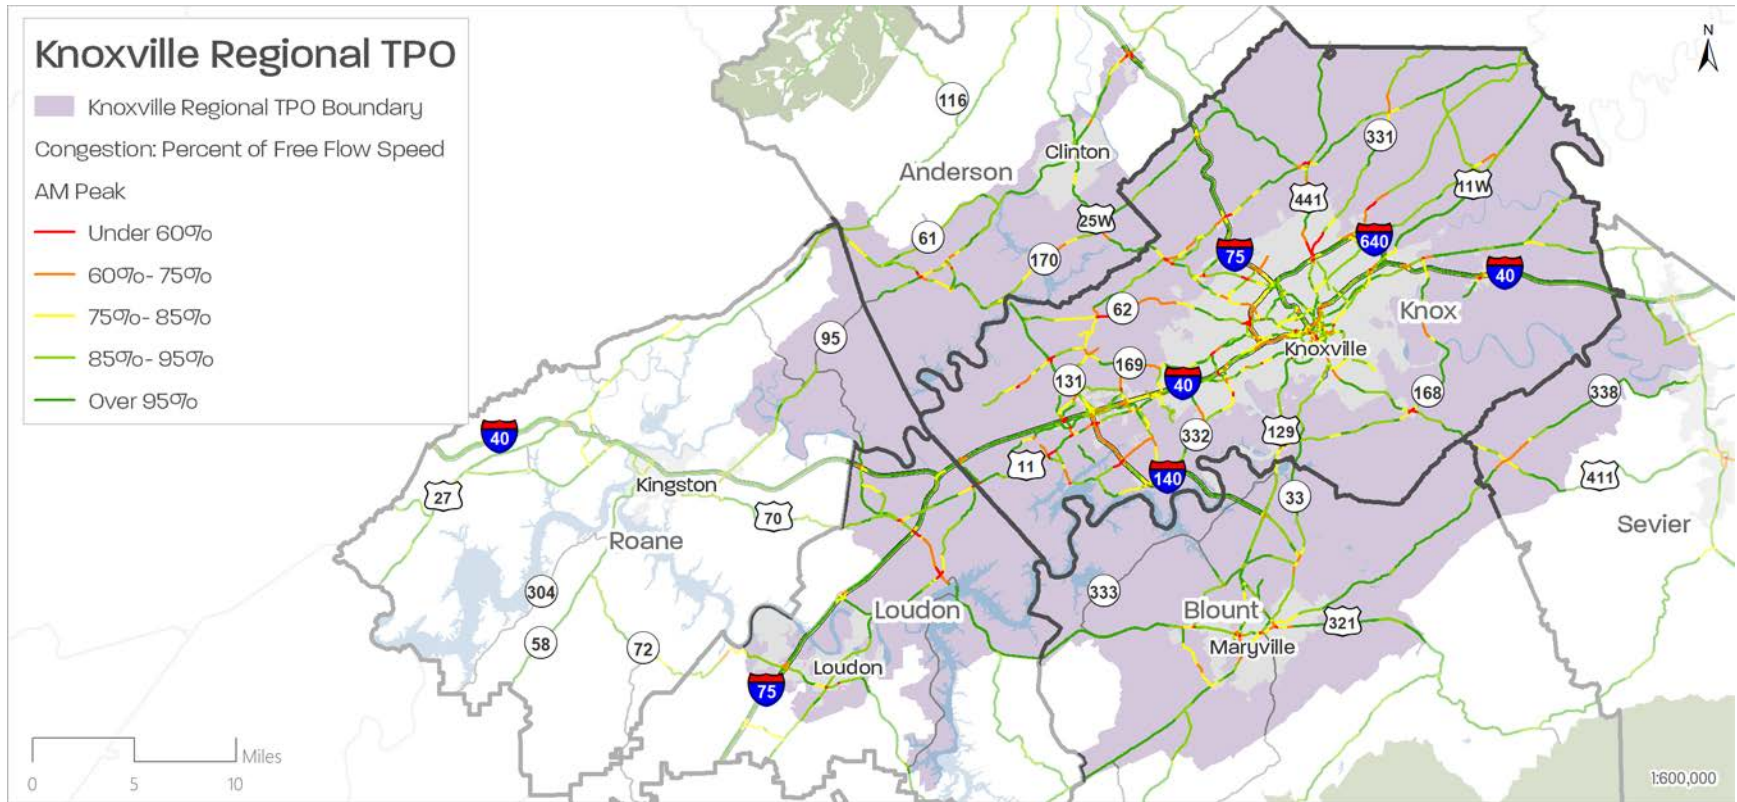 Knoxville Regional TPO
Knoxville Regional TPO Boundary
Congestion: Percent of Free Flow Speed
AM Peak
Under 60%
60%- 75%
75%- 85%
85%- 95%
Over 95%
N
116
Clinton
Anderson
331
441
11W
25W
61
170
75
640
40
62
Knox
95
Knoxville
169
131
40
168
338
40
332
129
11
140
27
Kingston
70
33
411
Roane
Sevier
304
333
Loudon
Blount
321
58
72
Maryville
Loudon
75
Miles
0
5
10
1:600,000